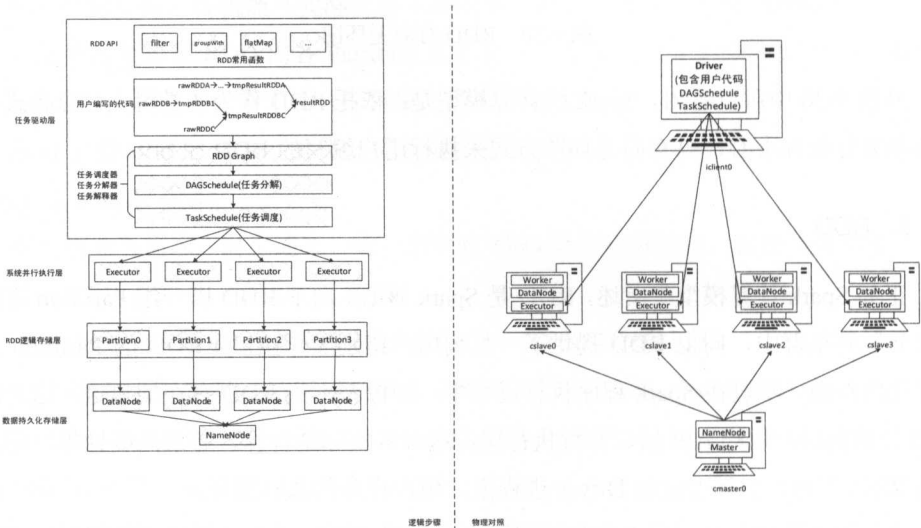 RDD API
filter
groupWith
flatMap
...
RDD常用函数
任务驱动层
用户编写的代码
rawRDDA→...→tmpResultRDDA
rawRDDB→tmpRDDB1
resultRDD
tmpResultRDDBC
rawRDDC
RDD Graph
任务调度器
任务分解器
任务解释器
DAGSchedule(任务分解)
TaskSchedule(任务调度)
系统并行执行层
Executor
Executor
Executor
Executor
RDD逻辑存储层
Partition0
Partition1
Partition2
Partition3
数据持久化存储层
DataNode
DataNode
DataNode
DataNode
NameNode
逻辑步骤
Driver
(包含用户代码
DAGSchedule
TaskSchedule)
iclient0
Worker
DataNode
Executor
cslave0
Worker
DataNode
Executor
cslave1
Worker
DataNode
Executor
cslave2
Worker
DataNode
Executor
cslave3
NameNode
Master
cmaster0
物理对照